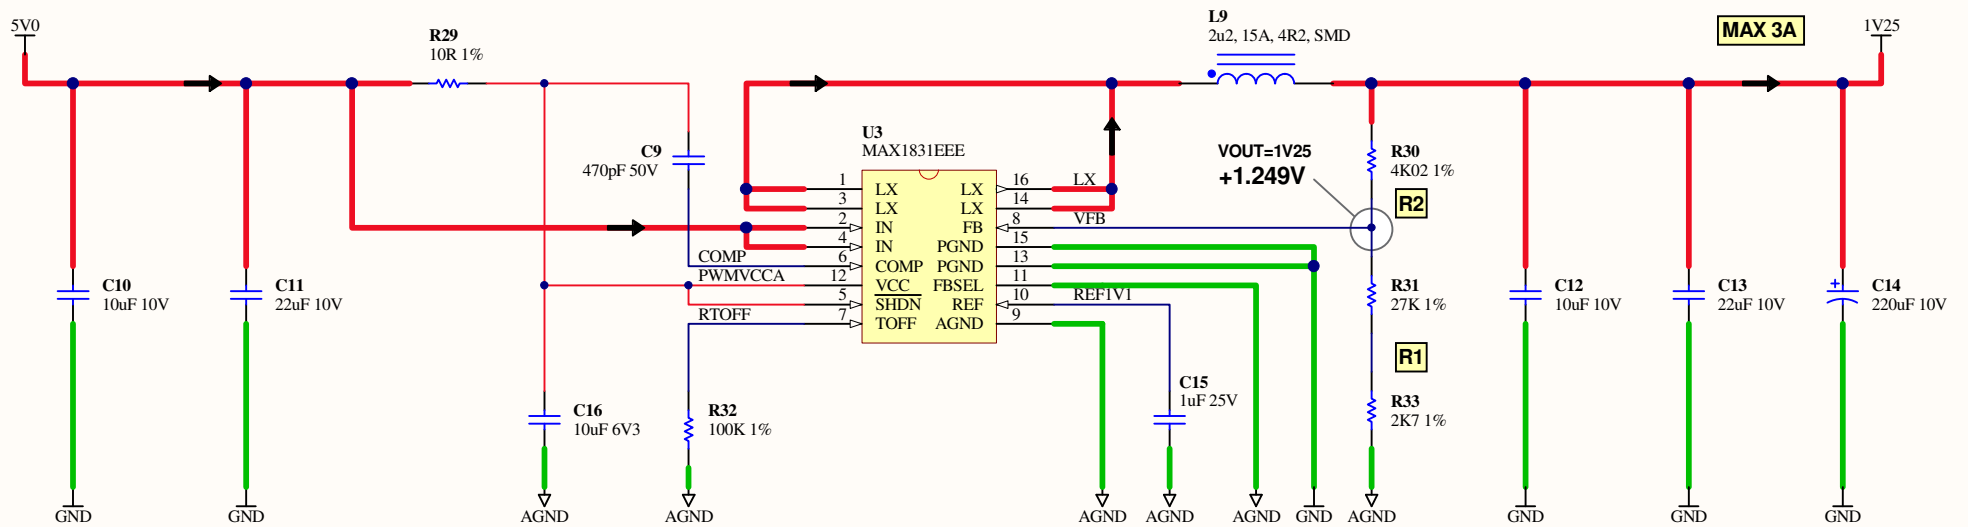 5V0
R29
10R 1%
L9
2u2, 15A, 4R2, SMD
MAX 3A
1V25
C9
470pF 50V
U3
MAX1831EEE
VOUT=1V25
+1.249V
R30
4K02 1%
R2
1 LX LX 16 LX
3 LX LX 14
2 IN FB 8 VFB
4 IN PGND 15
COMP 6 COMP PGND 13
PWMVCCA 12 VCC FBSEL 11
5 SHDN REF 10 REF1V1
RTOFF 7 TOFF AGND 9
C10
10uF 10V
C11
22uF 10V
R31
27K 1%
C12
10uF 10V
C13
22uF 10V
C14
220uF 10V
+
R1
C16
10uF 6V3
R32
100K 1%
C15
1uF 25V
R33
2K7 1%
GND GND AGND AGND AGND AGND AGND GND AGND GND GND GND